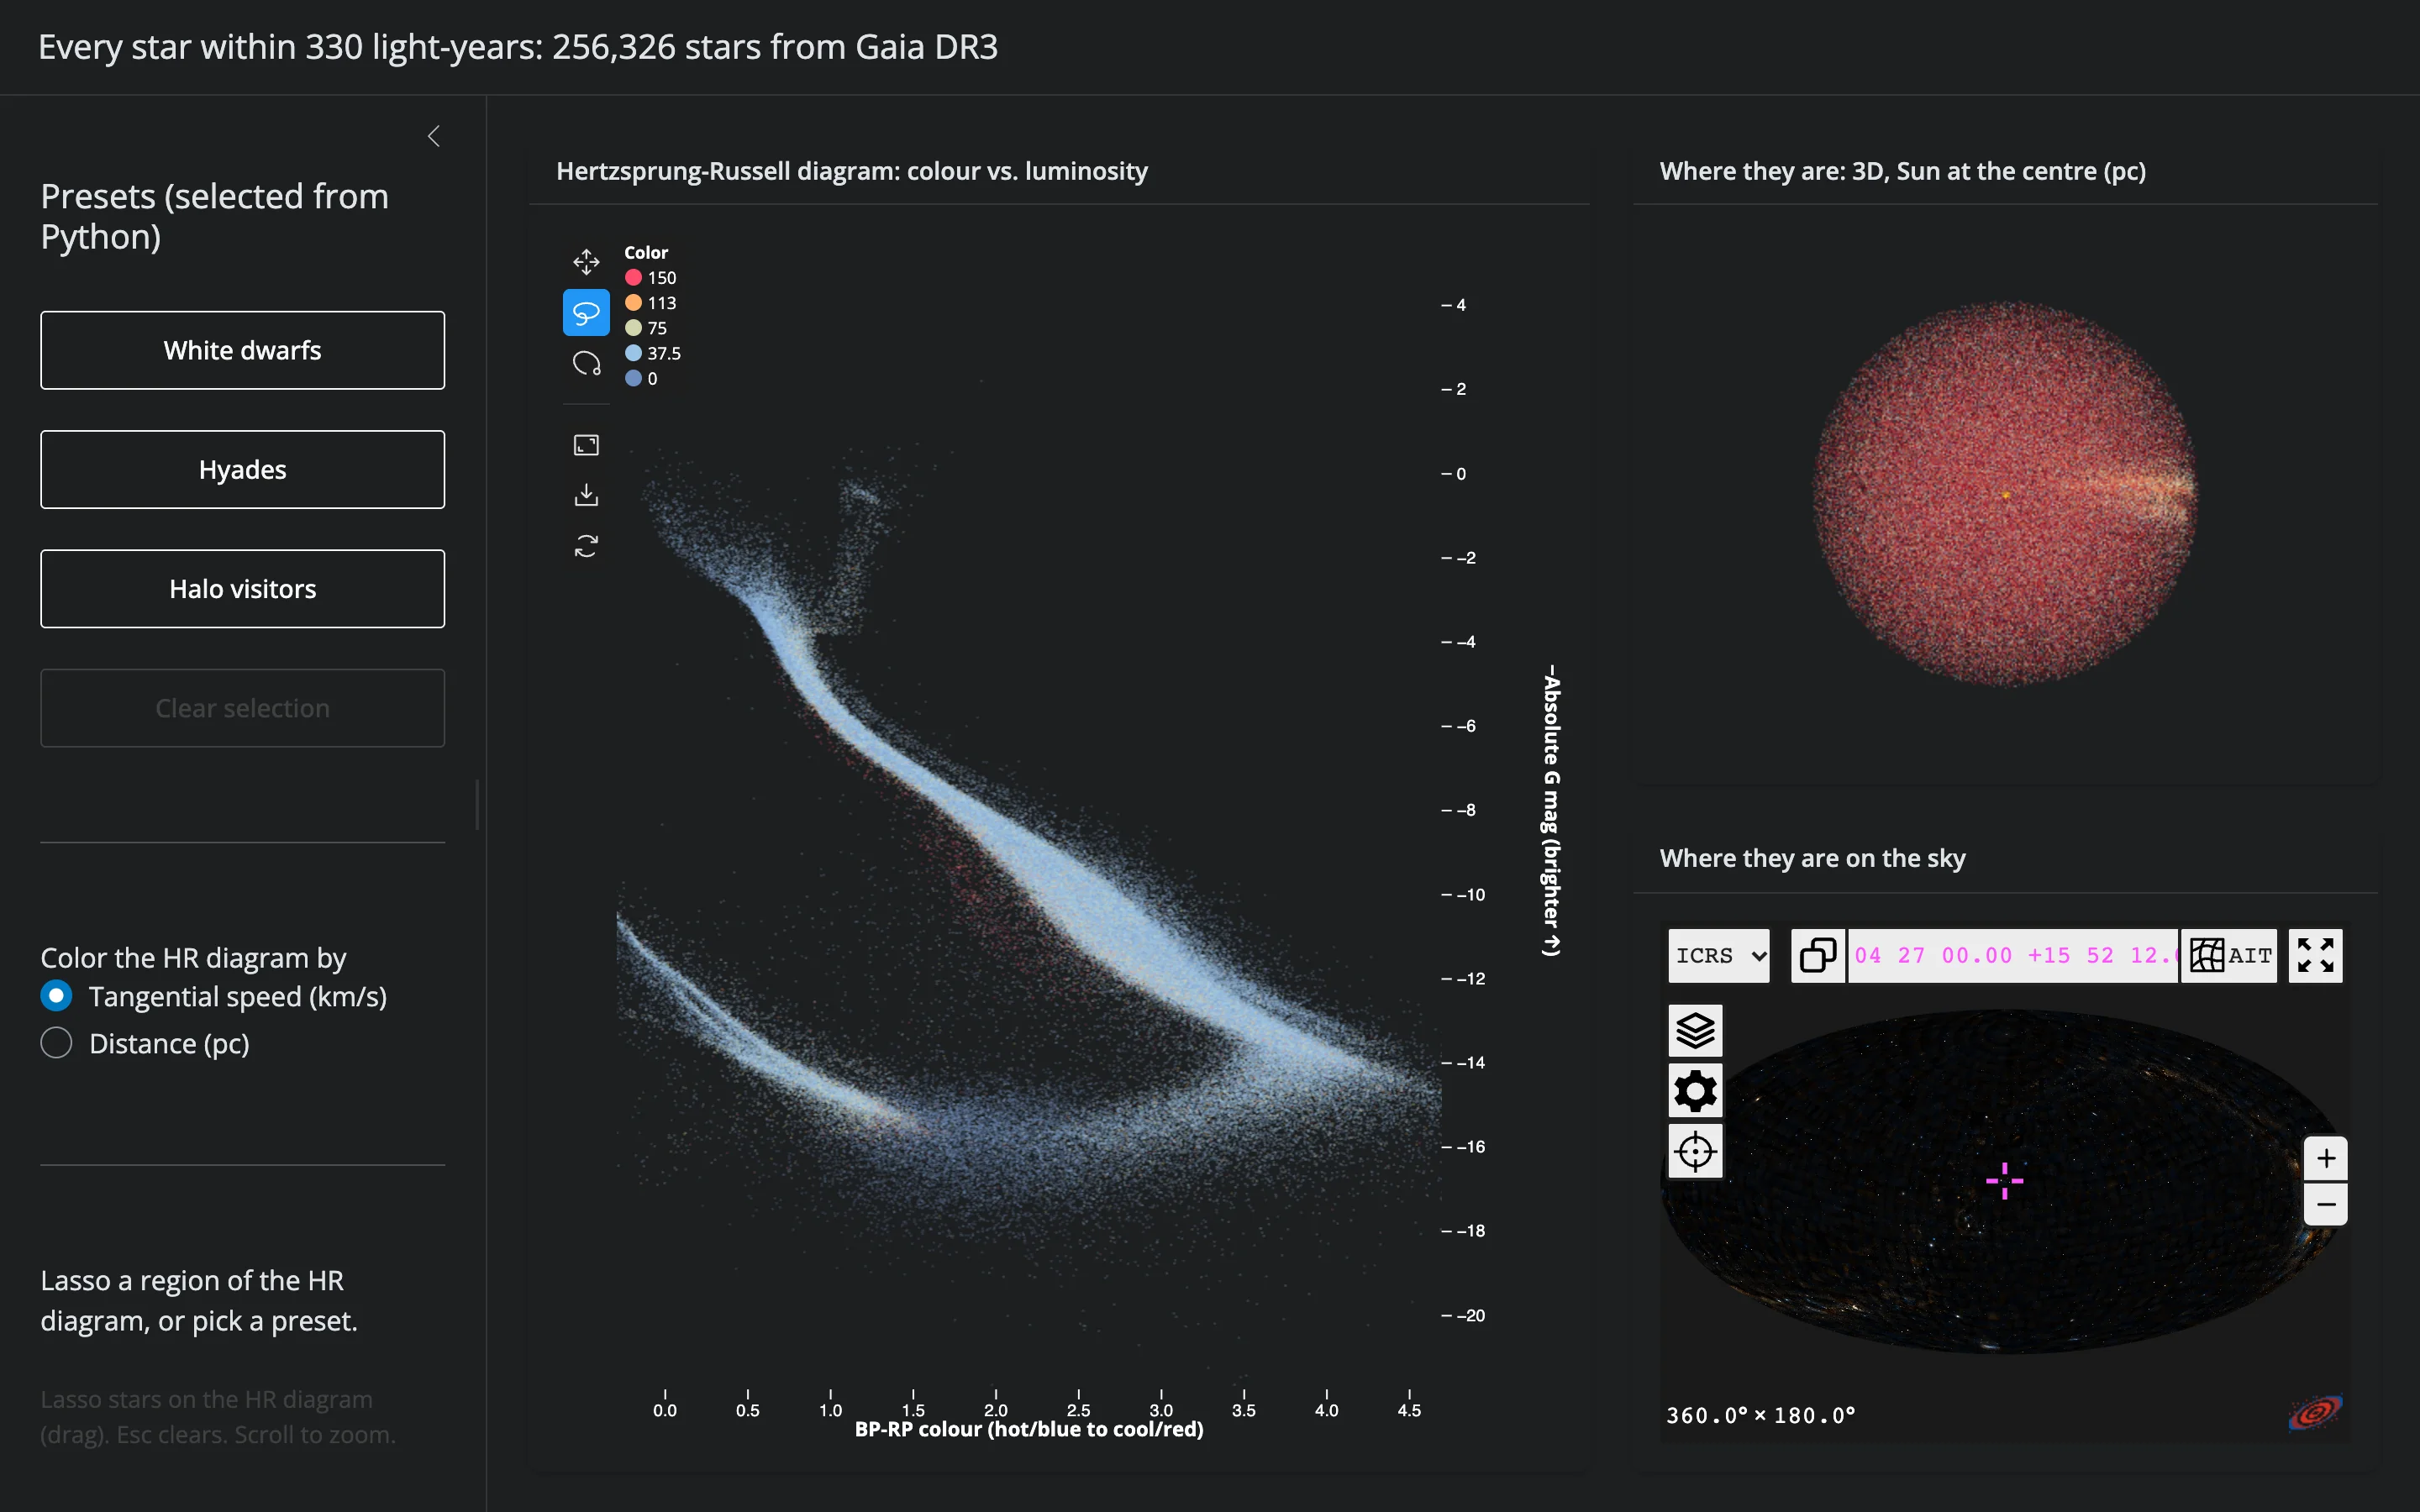 Every star within 330 light-years: 256,326 stars from Gaia DR3
Presets (selected from
Python)
White dwarfs
Hyades
Halo visitors
Clear selection
Color the HR diagram by
Tangential speed (km/s)
Distance (pc)
Lasso a region of the HR
diagram, or pick a preset.
Lasso stars on the HR diagram
(drag). Esc clears. Scroll to zoom.
Hertzsprung-Russell diagram: colour vs. luminosity
Color
150
113
75
37.5
0
4
2
0
−2
−4
−6
−8
−10
−12
−14
−16
−18
−20
−Absolute G mag (brighter ↑)
0.0 0.5 1.0 1.5 2.0 2.5 3.0 3.5 4.0 4.5
BP-RP colour (hot/blue to cool/red)
Where they are: 3D, Sun at the centre (pc)
Where they are on the sky
ICRS 04 27 00.00 +15 52 12. AIT
+
−
360.0° × 180.0°